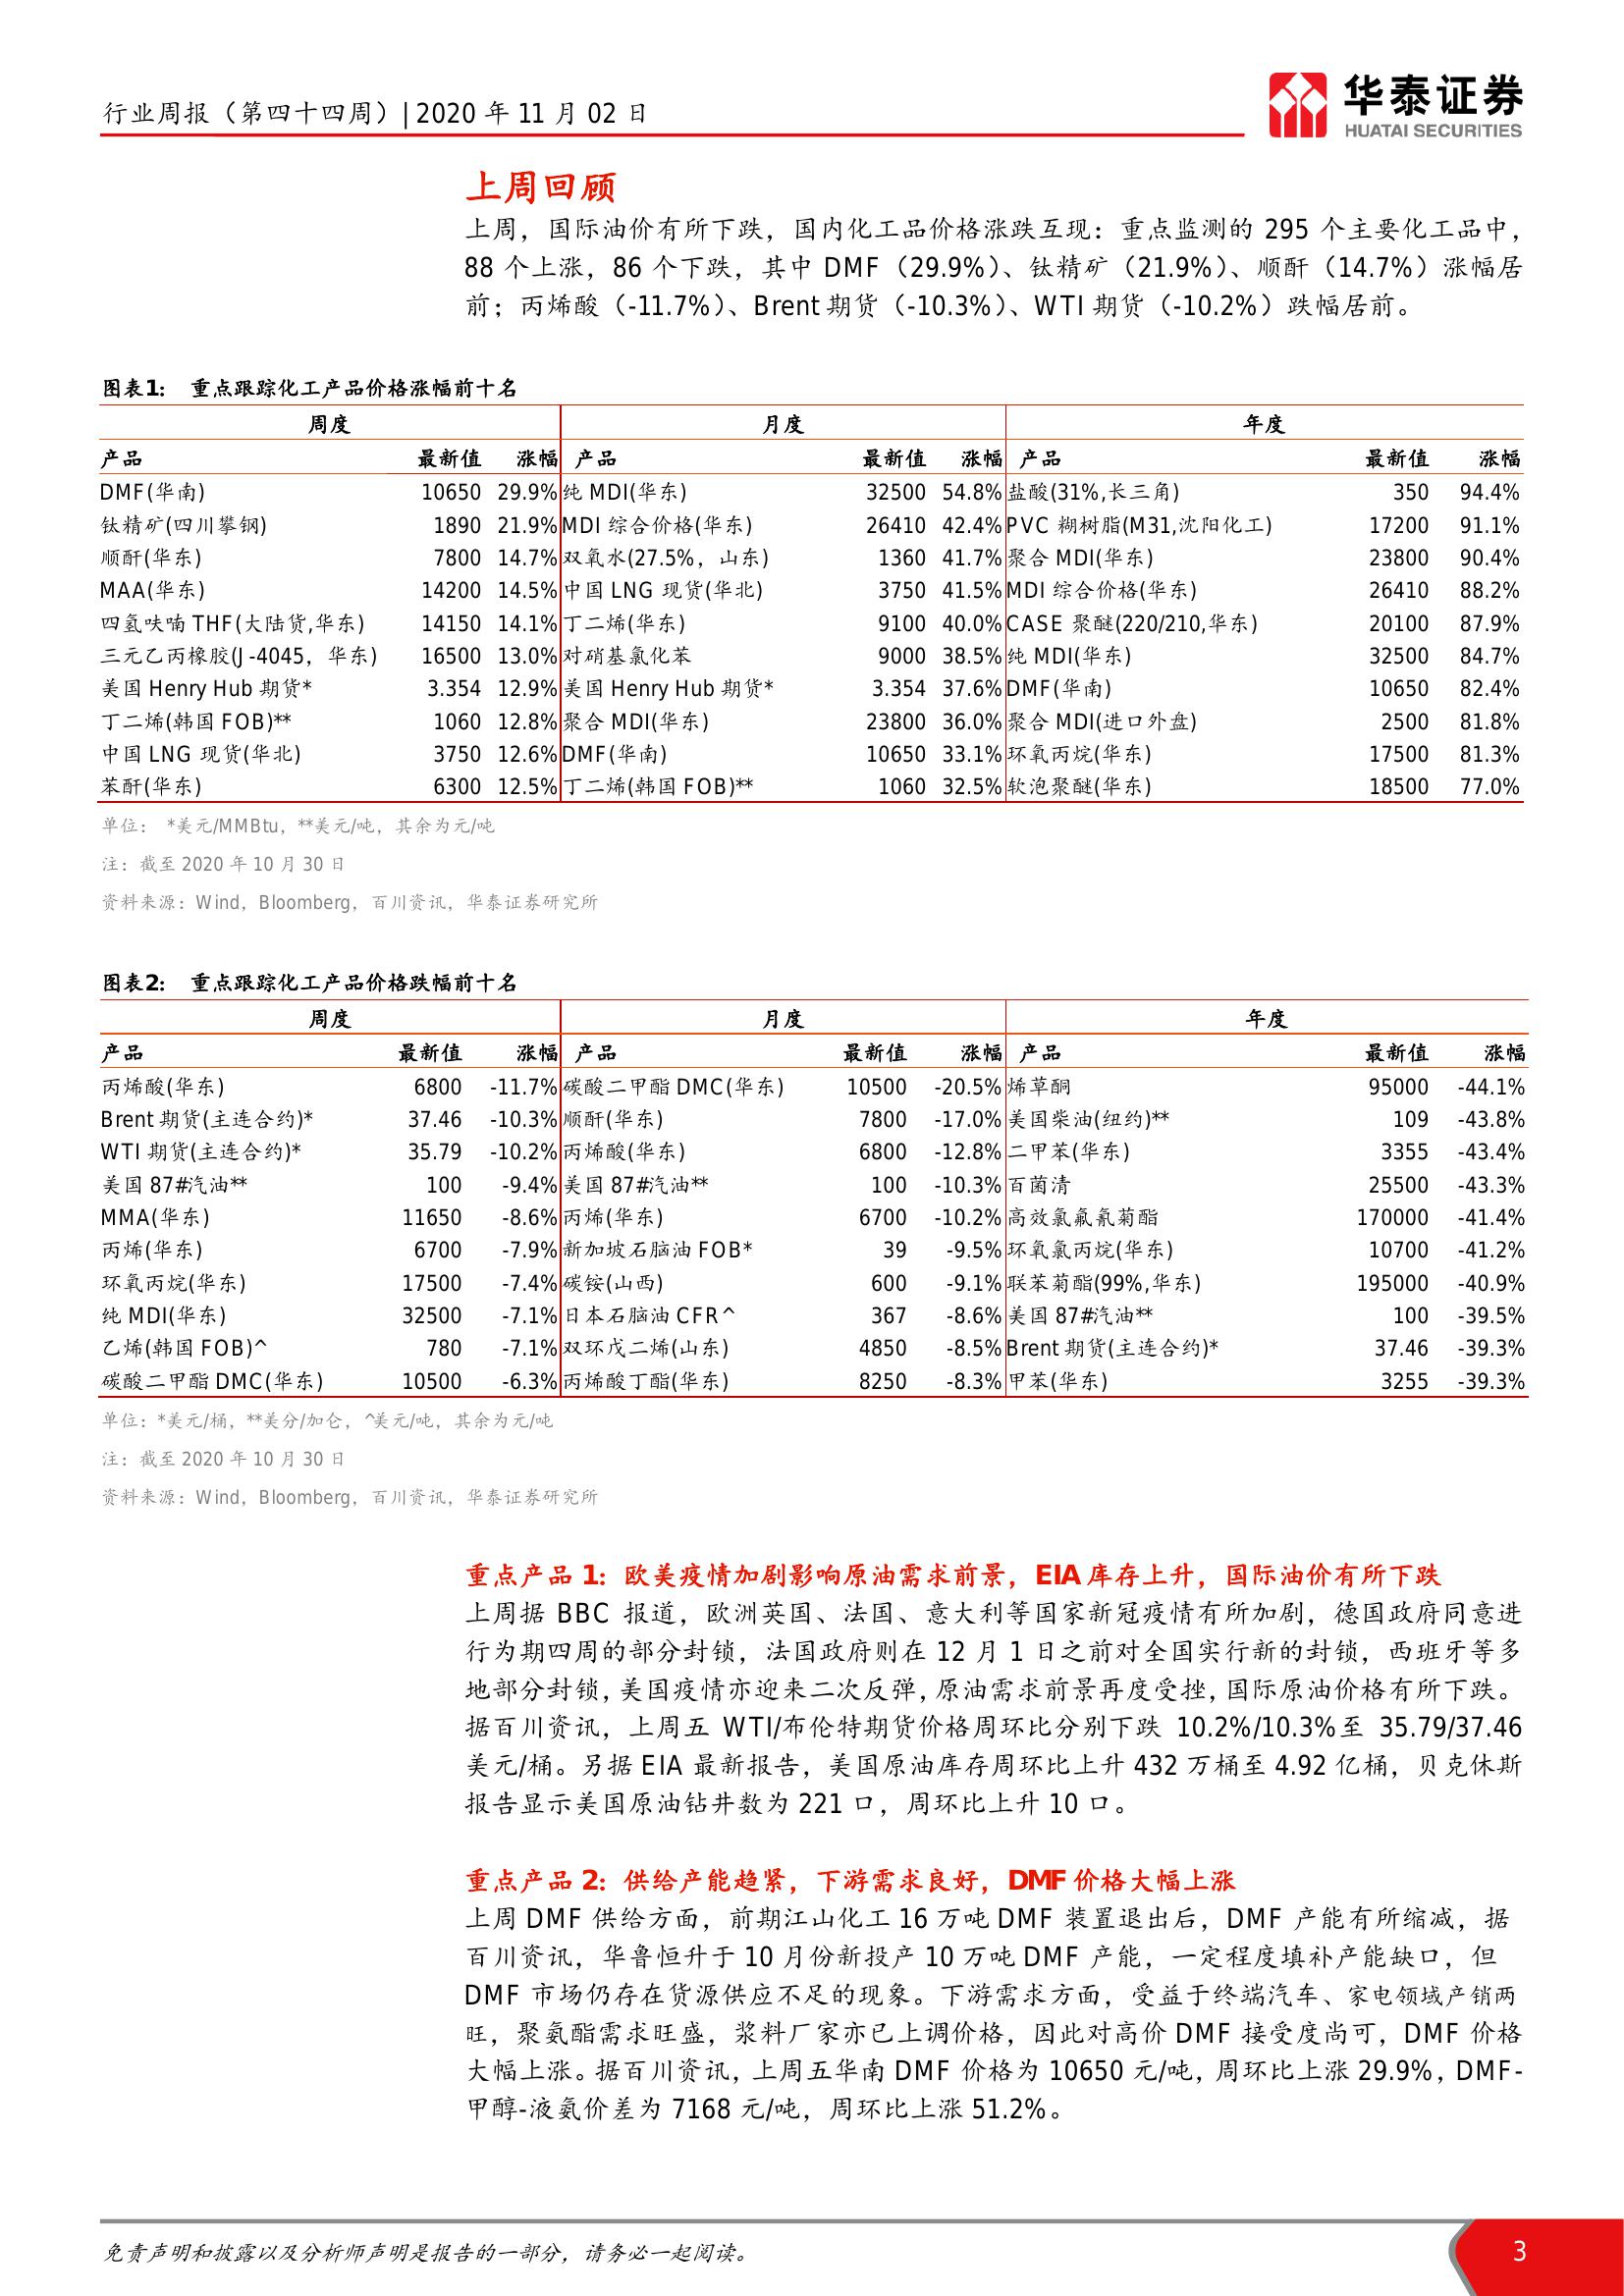 行业周报（第四十四周）| 2020 年 11 月 02 日
华泰证券
HUATAI SECURITIES
上周回顾
上周，国际油价有所下跌，国内化工品价格涨跌互现：重点监测的 295 个主要化工品中，
88 个上涨，86 个下跌，其中 DMF（29.9%）、钛精矿（21.9%）、顺酐（14.7%）涨幅居
前；丙烯酸（-11.7%）、Brent 期货（-10.3%）、WTI 期货（-10.2%）跌幅居前。
图表1： 重点跟踪化工产品价格涨幅前十名
周度 月度 年度
产品 最新值 涨幅 产品 最新值 涨幅 产品 最新值 涨幅
DMF(华南) 10650 29.9% 纯 MDI(华东) 32500 54.8% 盐酸(31%,长三角) 350 94.4%
钛精矿(四川攀钢) 1890 21.9% MDI 综合价格(华东) 26410 42.4% PVC 糊树脂(M31,沈阳化工) 17200 91.1%
顺酐(华东) 7800 14.7% 双氧水(27.5%，山东) 1360 41.7% 聚合 MDI(华东) 23800 90.4%
MAA(华东) 14200 14.5% 中国 LNG 现货(华北) 3750 41.5% MDI 综合价格(华东) 26410 88.2%
四氢呋喃 THF(大陆货,华东) 14150 14.1% 丁二烯(华东) 9100 40.0% CASE 聚醚(220/210,华东) 20100 87.9%
三元乙丙橡胶(J-4045，华东) 16500 13.0% 对硝基氯化苯 9000 38.5% 纯 MDI(华东) 32500 84.7%
美国 Henry Hub 期货* 3.354 12.9% 美国 Henry Hub 期货* 3.354 37.6% DMF(华南) 10650 82.4%
丁二烯(韩国 FOB)** 1060 12.8% 聚合 MDI(华东) 23800 36.0% 聚合 MDI(进口外盘) 2500 81.8%
中国 LNG 现货(华北) 3750 12.6% DMF(华南) 10650 33.1% 环氧丙烷(华东) 17500 81.3%
苯酐(华东) 6300 12.5% 丁二烯(韩国 FOB)** 1060 32.5% 软泡聚醚(华东) 18500 77.0%
单位： *美元/MMBtu，**美元/吨，其余为元/吨
注：截至 2020 年 10 月 30 日
资料来源：Wind，Bloomberg，百川资讯，华泰证券研究所
图表2： 重点跟踪化工产品价格跌幅前十名
周度 月度 年度
产品 最新值 涨幅 产品 最新值 涨幅 产品 最新值 涨幅
丙烯酸(华东) 6800 -11.7% 碳酸二甲酯 DMC(华东) 10500 -20.5% 烯草酮 95000 -44.1%
Brent 期货(主连合约)* 37.46 -10.3% 顺酐(华东) 7800 -17.0% 美国柴油(纽约)** 109 -43.8%
WTI 期货(主连合约)* 35.79 -10.2% 丙烯酸(华东) 6800 -12.8% 二甲苯(华东) 3355 -43.4%
美国 87#汽油** 100 -9.4% 美国 87#汽油** 100 -10.3% 百菌清 25500 -43.3%
MMA(华东) 11650 -8.6% 丙烯(华东) 6700 -10.2% 高效氯氟氰菊酯 170000 -41.4%
丙烯(华东) 6700 -7.9% 新加坡石脑油 FOB* 39 -9.5% 环氧氯丙烷(华东) 10700 -41.2%
环氧丙烷(华东) 17500 -7.4% 碳铵(山西) 600 -9.1% 联苯菊酯(99%,华东) 195000 -40.9%
纯 MDI(华东) 32500 -7.1% 日本石脑油 CFR^ 367 -8.6% 美国 87#汽油** 100 -39.5%
乙烯(韩国 FOB)^ 780 -7.1% 双环戊二烯(山东) 4850 -8.5% Brent 期货(主连合约)* 37.46 -39.3%
碳酸二甲酯 DMC(华东) 10500 -6.3% 丙烯酸丁酯(华东) 8250 -8.3% 甲苯(华东) 3255 -39.3%
单位：*美元/桶，**美分/加仑，^美元/吨，其余为元/吨
注：截至 2020 年 10 月 30 日
资料来源：Wind，Bloomberg，百川资讯，华泰证券研究所
重点产品 1：欧美疫情加剧影响原油需求前景，EIA 库存上升，国际油价有所下跌
上周据 BBC 报道，欧洲英国、法国、意大利等国家新冠疫情有所加剧，德国政府同意进
行为期四周的部分封锁，法国政府则在 12 月 1 日之前对全国实行新的封锁，西班牙等多
地部分封锁，美国疫情亦迎来二次反弹，原油需求前景再度受挫，国际原油价格有所下跌。
据百川资讯，上周五 WTI/布伦特期货价格周环比分别下跌 10.2%/10.3%至 35.79/37.46
美元/桶。另据 EIA 最新报告，美国原油库存周环比上升 432 万桶至 4.92 亿桶，贝克休斯
报告显示美国原油钻井数为 221 口，周环比上升 10 口。
重点产品 2：供给产能趋紧，下游需求良好，DMF 价格大幅上涨
上周 DMF 供给方面，前期江山化工 16 万吨 DMF 装置退出后，DMF 产能有所缩减，据
百川资讯，华鲁恒升于 10 月份新投产 10 万吨 DMF 产能，一定程度填补产能缺口，但
DMF 市场仍存在货源供应不足的现象。下游需求方面，受益于终端汽车、家电领域产销两
旺，聚氨酯需求旺盛，浆料厂家亦已上调价格，因此对高价 DMF 接受度尚可，DMF 价格
大幅上涨。据百川资讯，上周五华南 DMF 价格为 10650 元/吨，周环比上涨 29.9%，DMF-
甲醇-液氨价差为 7168 元/吨，周环比上涨 51.2%。
免责声明和披露以及分析师声明是报告的一部分，请务必一起阅读。
3